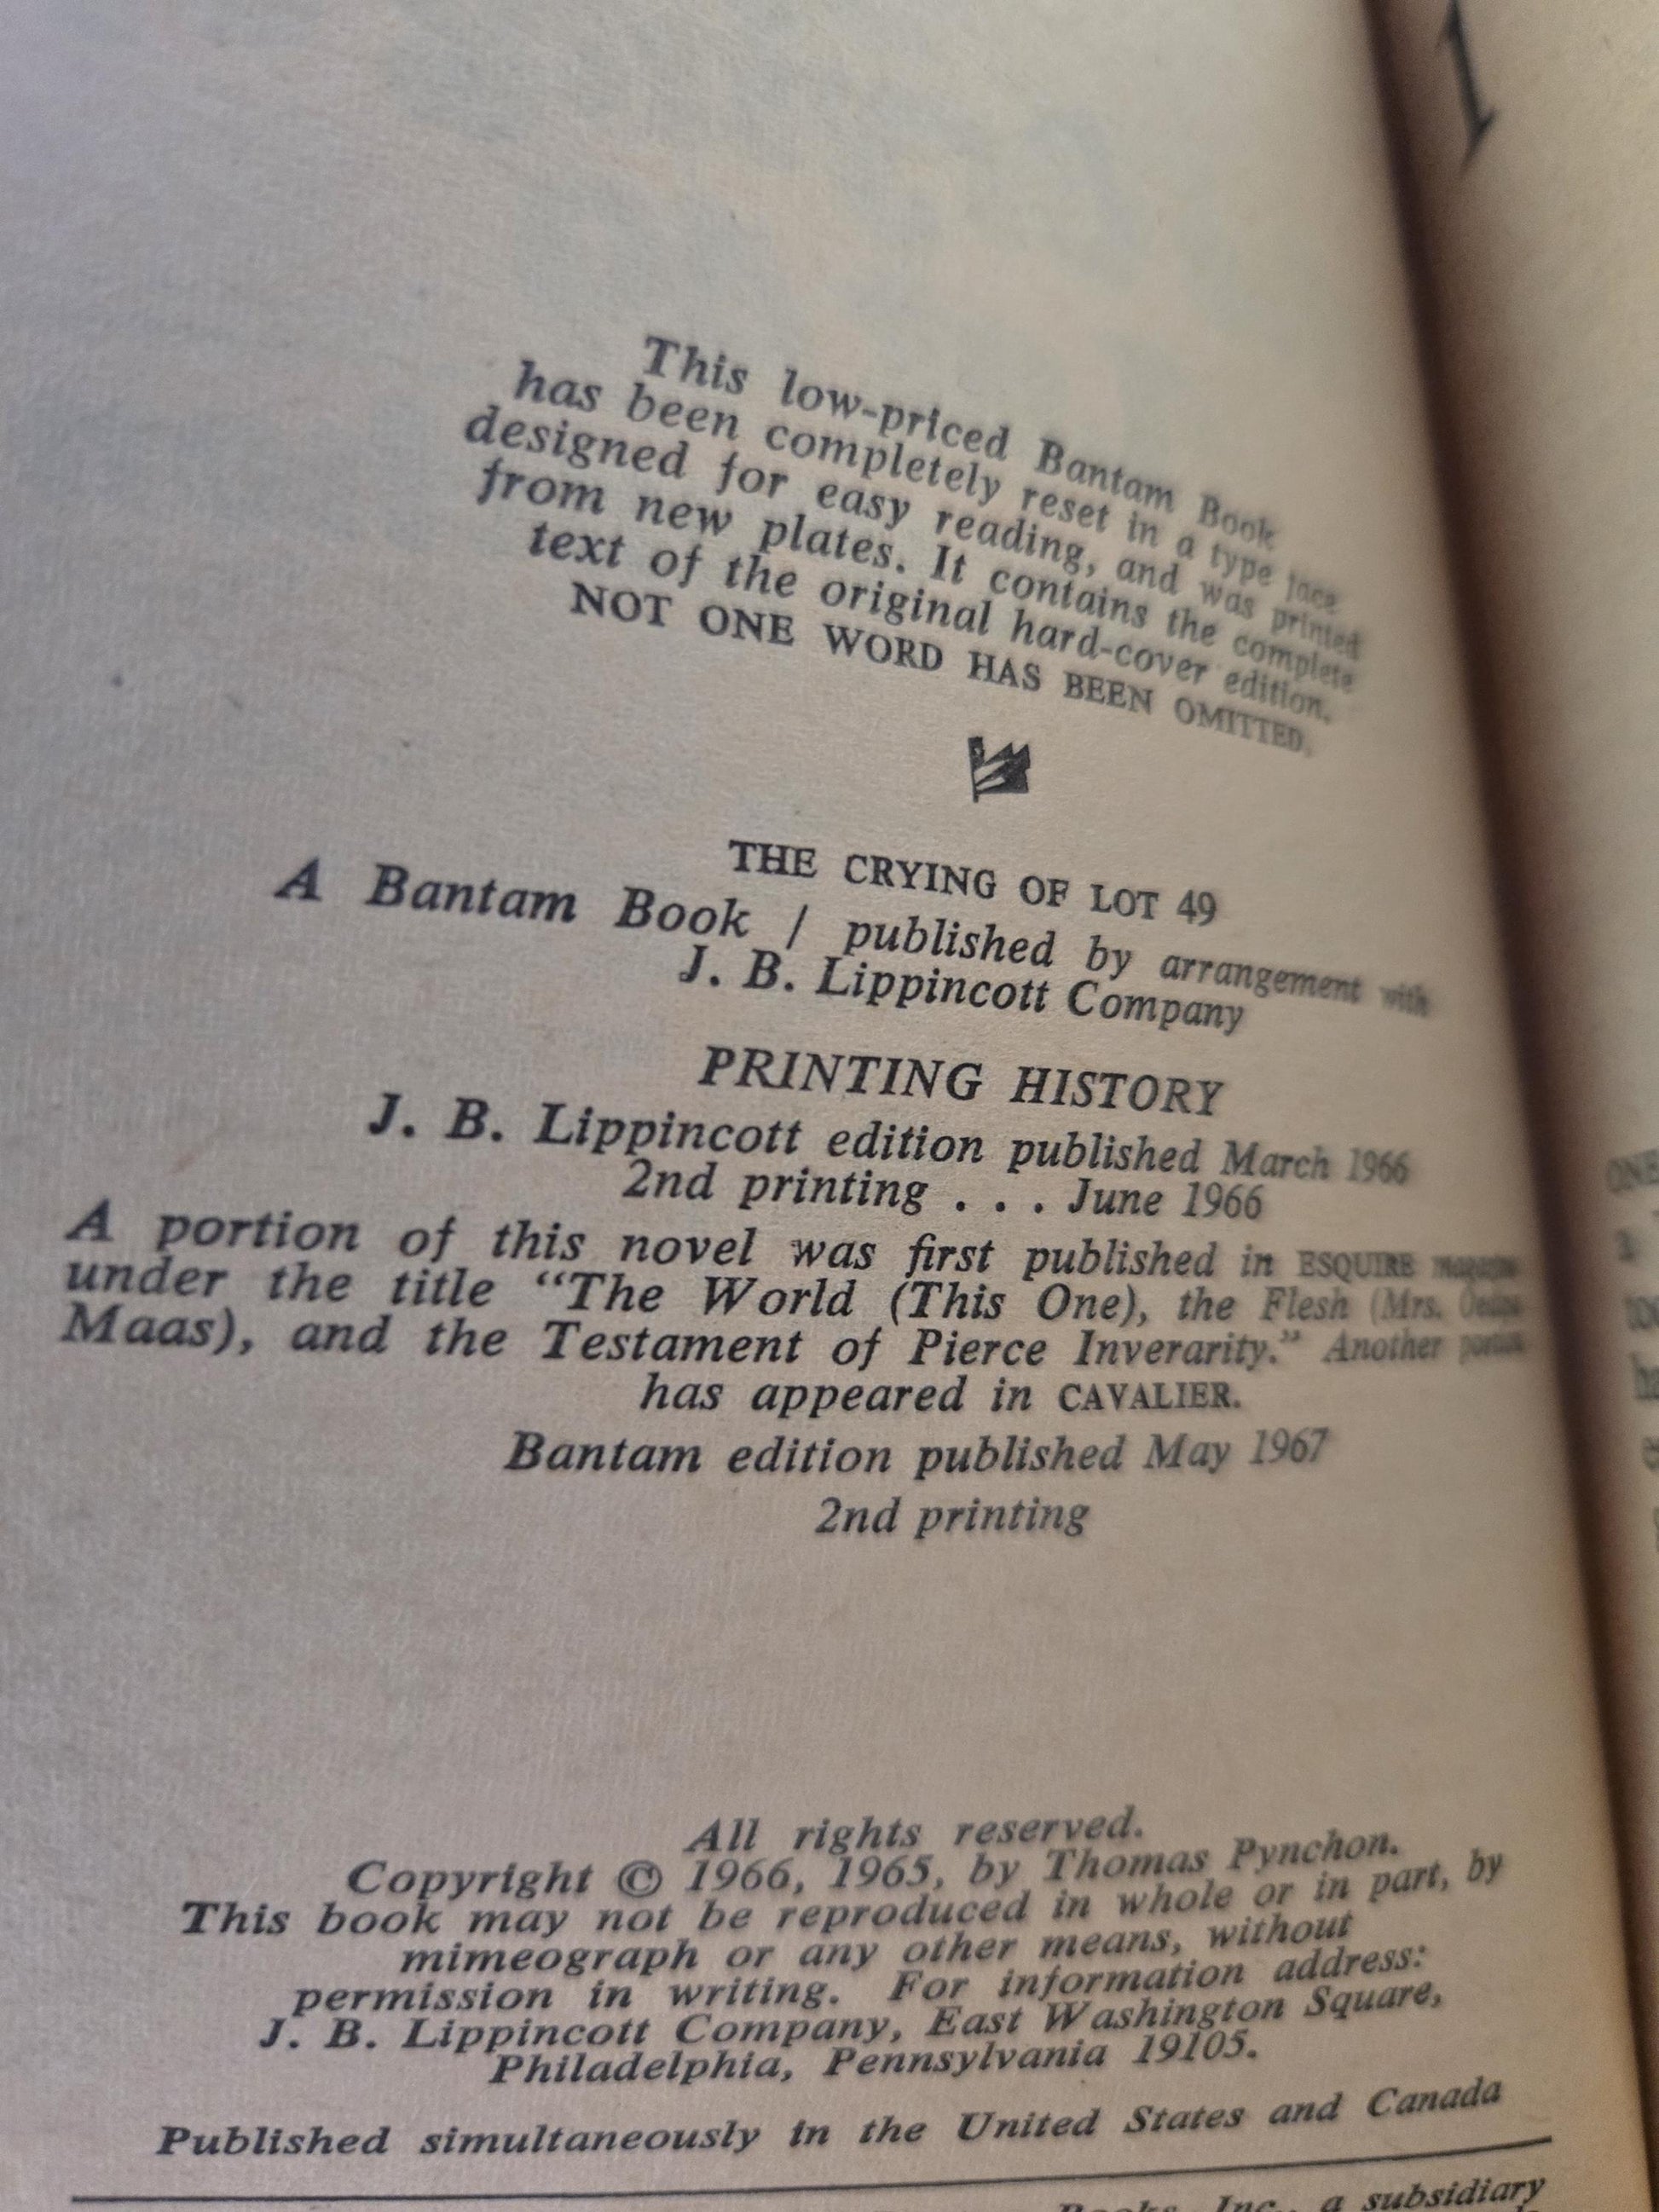 This low-priced Bantam Book
has been completely reset in a type face
designed for easy reading, and was printed
from new plates. It contains the complete
text of the original hard-cover edition.
NOT ONE WORD HAS BEEN OMITTED.
THE CRYING OF LOT 49
A Bantam Book / published by arrangement with
J. B. Lippincott Company
PRINTING HISTORY
J. B. Lippincott edition published March 1966
2nd printing . . . June 1966
A portion of this novel was first published in ESQUIRE magazine
under the title “The World (This One), the Flesh (Mrs. Oedipa
Maas), and the Testament of Pierce Inverarity.” Another portion
has appeared in CAVALIER.
Bantam edition published May 1967
2nd printing
All rights reserved.
Copyright © 1966, 1965, by Thomas Pynchon.
This book may not be reproduced in whole or in part, by
mimeograph or any other means, without
permission in writing. For information address:
J. B. Lippincott Company, East Washington Square,
Philadelphia, Pennsylvania 19105.
Published simultaneously in the United States and Canada
Books, Inc., a subsidiary
1
ONE